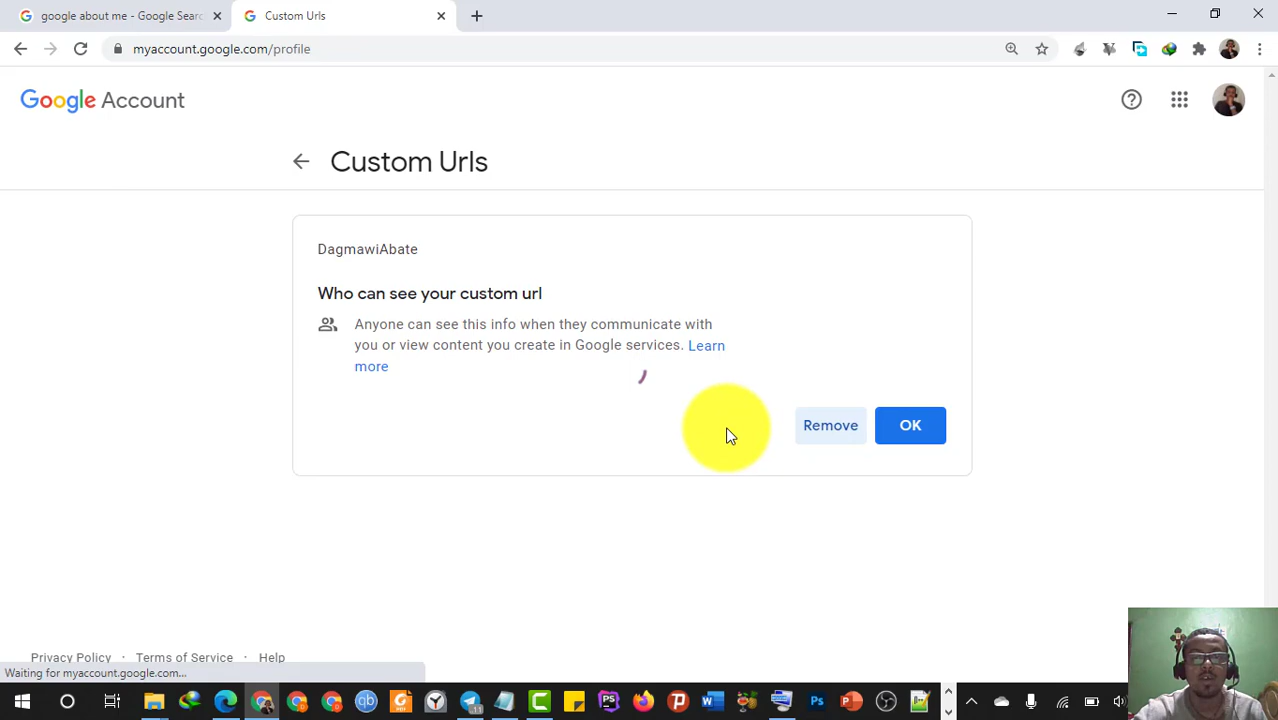 google about me - Google Sear
Custom Urls
myaccount.google.com/profile
Google Account
Custom Urls
DagmawiAbate
Who can see your custom url
Anyone can see this info when they communicate with
you or view content you create in Google services. Learn
more
Remove
OK
Privacy Policy · Terms of Service · Help
Waiting for myaccount.google.com...